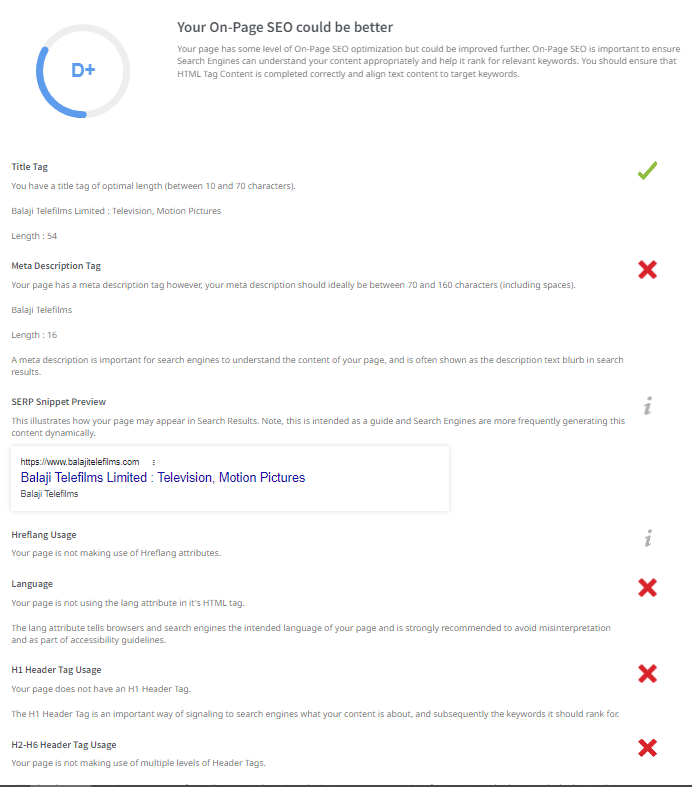 Your On-Page SEO could be better
Your page has some level of On-Page SEO optimization but could be improved further. On-Page SEO is important to ensure
Search Engines can understand your content appropriately and help it rank for relevant keywords. You should ensure that
HTML Tag Content is completed correctly and align text content to target keywords.
D+
Title Tag
You have a title tag of optimal length (between 10 and 70 characters).
Balaji Telefilms Limited : Television, Motion Pictures
Length : 54
Meta Description Tag
Your page has a meta description tag however, your meta description should ideally be between 70 and 160 characters (including spaces).
Balaji Telefilms
Length : 16
A meta description is important for search engines to understand the content of your page, and is often shown as the description text blurb in search
results.
SERP Snippet Preview
This illustrates how your page may appear in Search Results. Note, this is intended as a guide and Search Engines are more frequently generating this
content dynamically.
https://www.balajitelefilms.com
Balaji Telefilms Limited : Television, Motion Pictures
Balaji Telefilms
Hreflang Usage
Your page is not making use of Hreflang attributes.
Language
Your page is not using the lang attribute in it's HTML tag.
The lang attribute tells browsers and search engines the intended language of your page and is strongly recommended to avoid misinterpretation
and as part of accessibility guidelines.
H1 Header Tag Usage
Your page does not have an H1 Header Tag.
The H1 Header Tag is an important way of signaling to search engines what your content is about, and subsequently the keywords it should rank for.
H2-H6 Header Tag Usage
Your page is not making use of multiple levels of Header Tags.